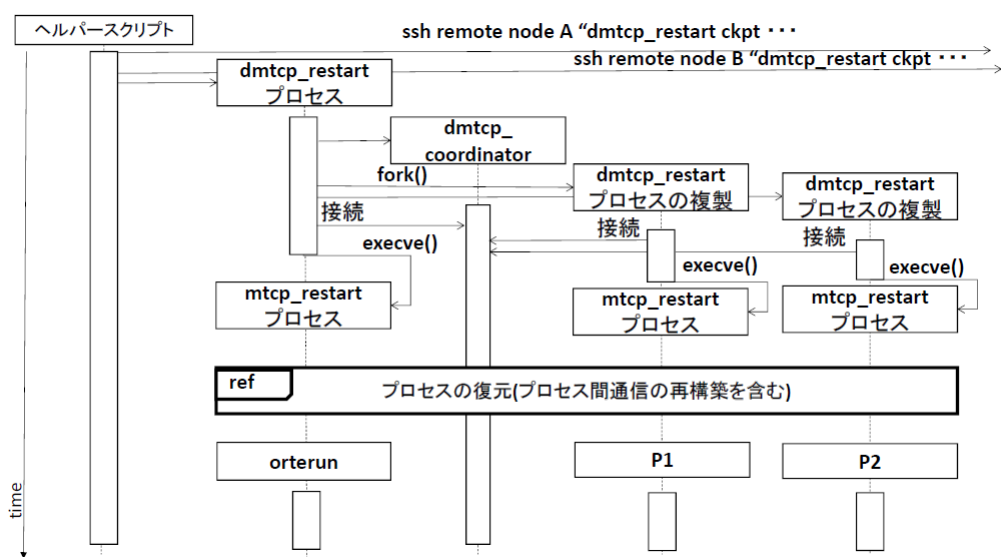 ヘルパースクリプト
ssh remote node A “dmtcp_restart ckpt ･･･
ssh remote node B “dmtcp_restart ckpt ･･･
dmtcp_restart
プロセス
dmtcp_
coordinator
fork()
dmtcp_restart
プロセスの複製
dmtcp_restart
プロセスの複製
接続
接続
接続
execve()
execve()
execve()
mtcp_restart
プロセス
mtcp_restart
プロセス
mtcp_restart
プロセス
ref
プロセスの復元(プロセス間通信の再構築を含む)
orterun
P1
P2
time